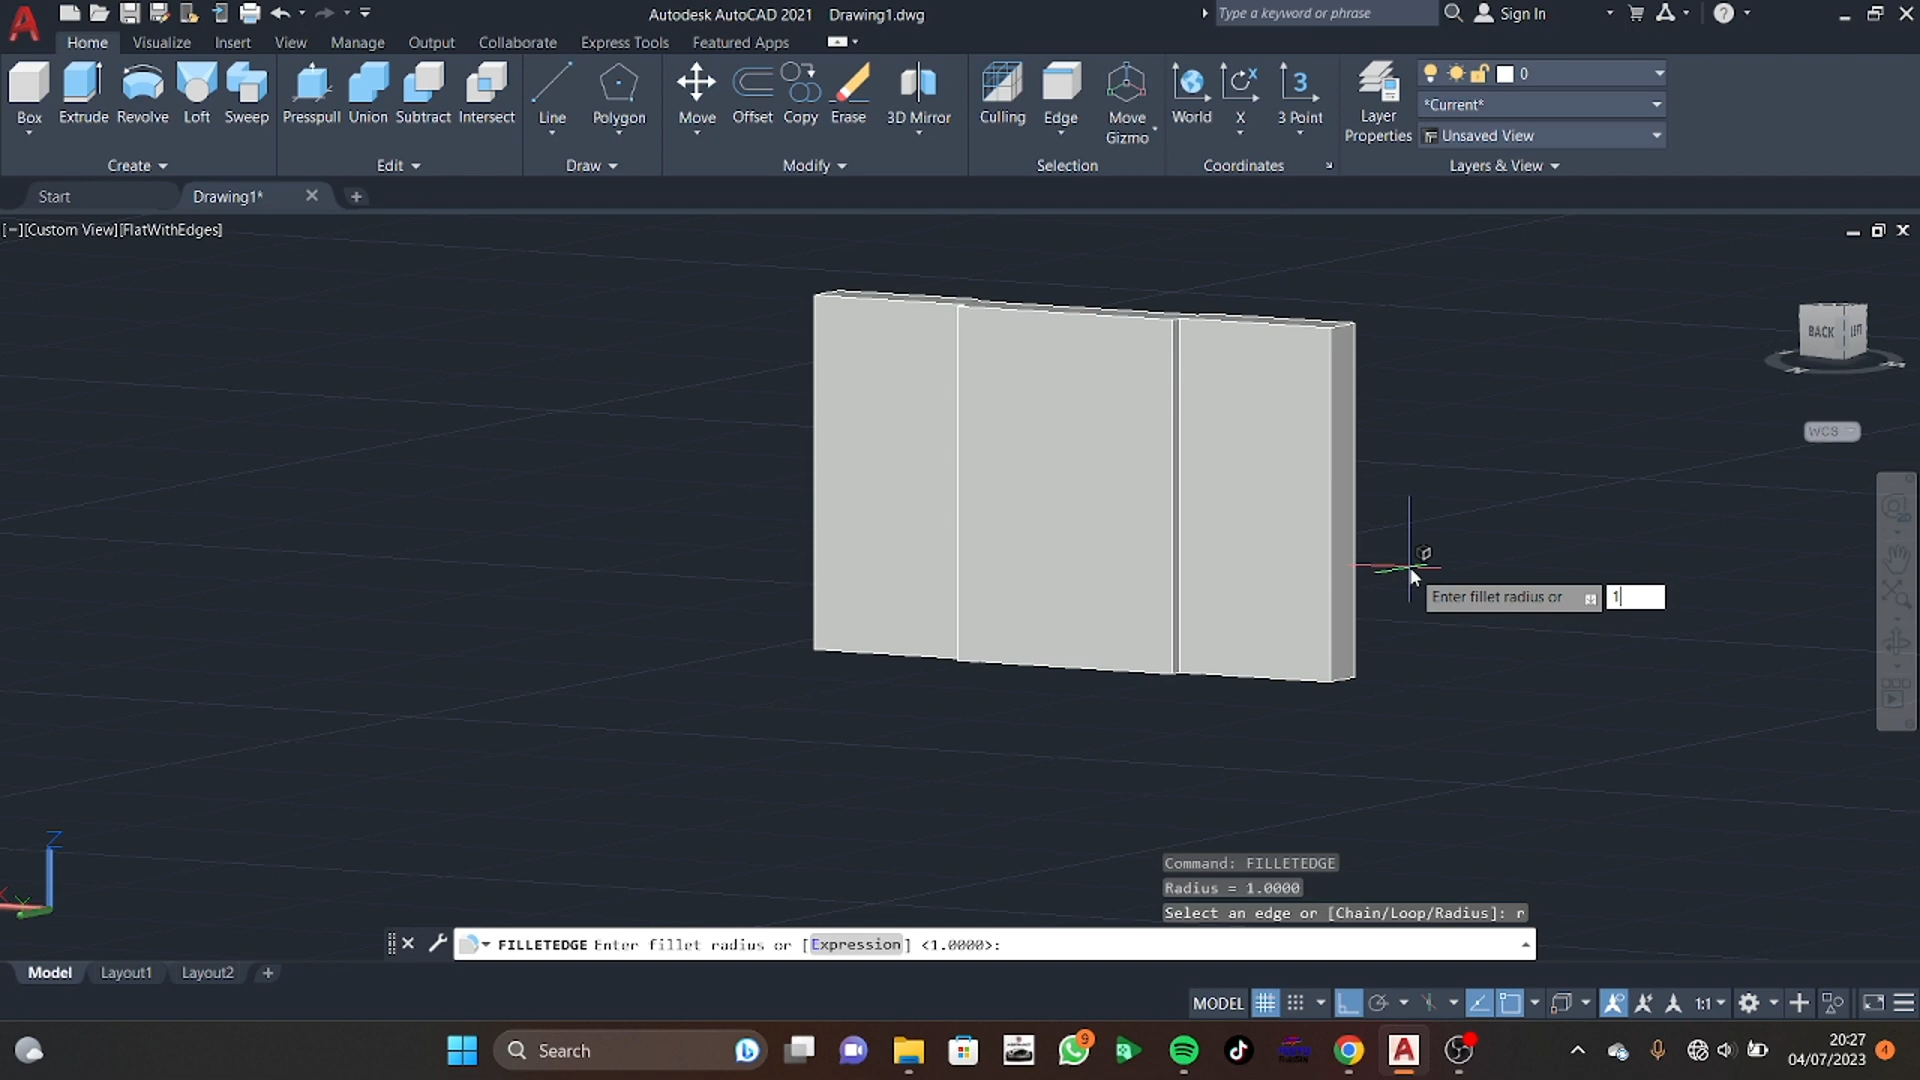 Autodesk AutoCAD 2021 Drawing1.dwg
Type a keyword or phrase
Sign In
Home Visualize Insert View Manage Output Collaborate Express Tools Featured Apps
Box Extrude Revolve Loft Sweep Presspull Union Subtract Intersect Line Polygon Move Offset Copy Erase 3D Mirror Culling Edge Move Gizmo World X 3 Point Layer Properties
0
*Current*
Unsaved View
Create Edit Draw Modify Selection Coordinates Layers & View
Start Drawing1*
[−][Custom View][FlatWithEdges]
BACK LEFT
WCS
Enter fillet radius or 1
Z
X Y
Command: FILLETEDGE
Radius = 1.0000
Select an edge or [Chain/Loop/Radius]: r
FILLETEDGE Enter fillet radius or [Expression] <1.0000>:
Model Layout1 Layout2
MODEL 1:1
Search
9
20:27
04/07/2023
4